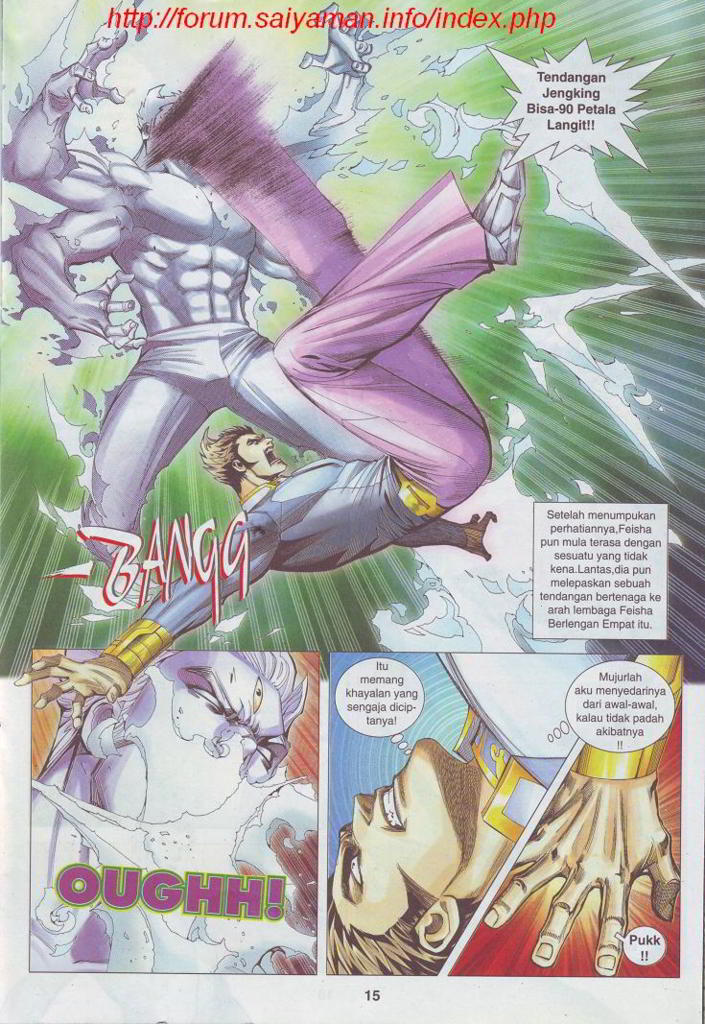 http://forum.saiyaman.info/index.php
Tendangan
Jengking
Bisa-90 Petala
Langit!!
BANGG
Setelah menumpukan
perhatiannya,Feisha
pun mula terasa dengan
sesuatu yang tidak
kena.Lantas,dia pun
melepaskan sebuah
tendangan bertenaga ke
arah lembaga Feisha
Berlengan Empat itu.
OUGHH!
Itu
memang
khayalan yang
sengaja dicip-
tanya!
Mujurlah
aku menyedarinya
dari awal-awal,
kalau tidak padah
akibatnya
!!
Pukk
!!
15